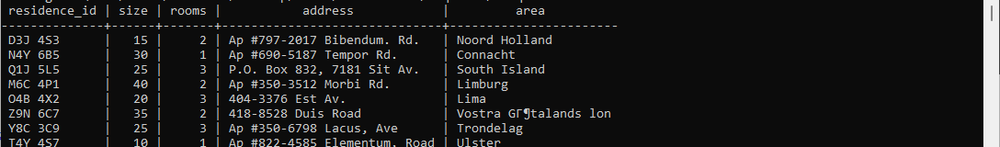 residence_id | size | rooms | address | area
D3J 4S3 | 15 | 2 | Ap #797-2017 Bibendum. Rd. | Noord Holland
N4Y 6B5 | 30 | 1 | Ap #690-5187 Tempor Rd. | Connacht
Q1J 5L5 | 25 | 3 | P.O. Box 832, 7181 Sit Av. | South Island
M6C 4P1 | 40 | 2 | Ap #350-3512 Morbi Rd. | Limburg
O4B 4X2 | 20 | 3 | 404-3376 Est Av. | Lima
Z9N 6C7 | 35 | 2 | 418-8528 Duis Road | Vostra GГ¶talands lon
Y8C 3C9 | 25 | 3 | Ap #350-6798 Lacus, Ave | Trondelag
T4Y 4S7 | 10 | 1 | Ap #822-4585 Elementum. Road | Ulster